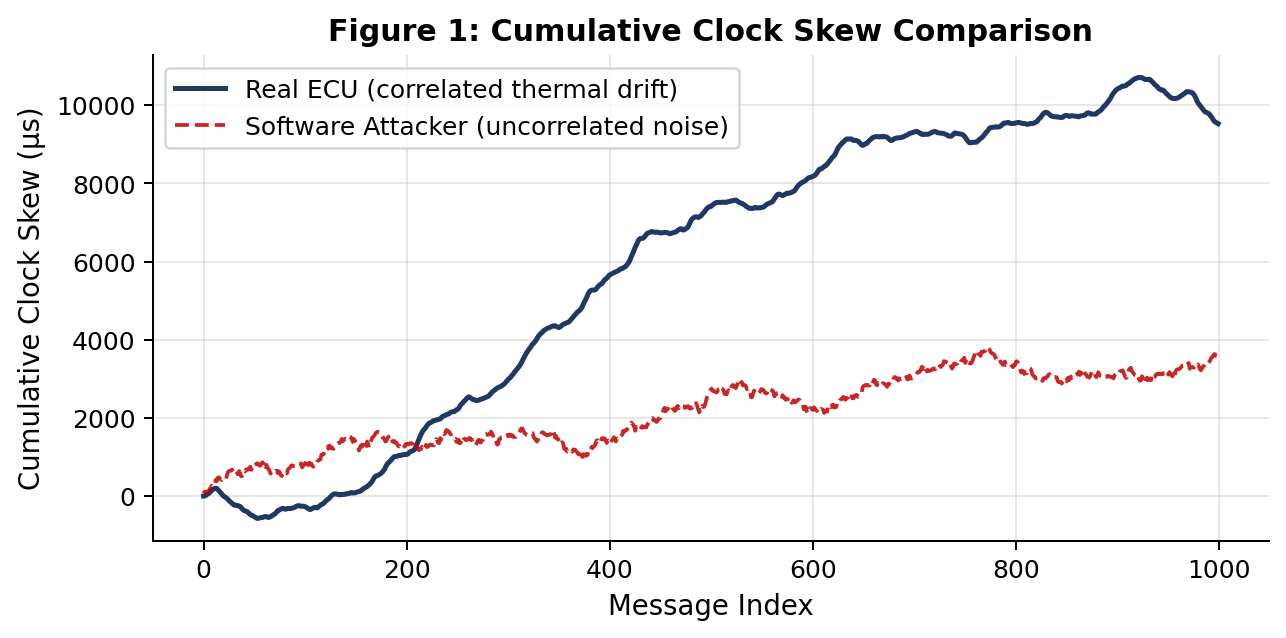 Figure 1: Cumulative Clock Skew Comparison
Real ECU (correlated thermal drift)
Software Attacker (uncorrelated noise)
Cumulative Clock Skew (µs)
10000
8000
6000
4000
2000
0
0 200 400 600 800 1000
Message Index